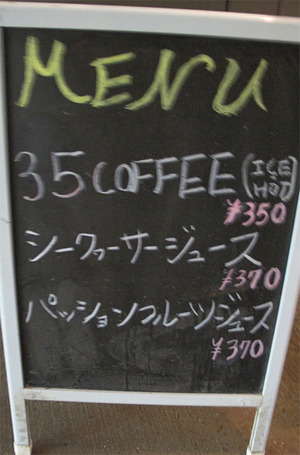 MENU
35COFFEE (ICE HOT)
¥350
シークヮーサージュース
¥370
パッションフルーツジュース
¥370